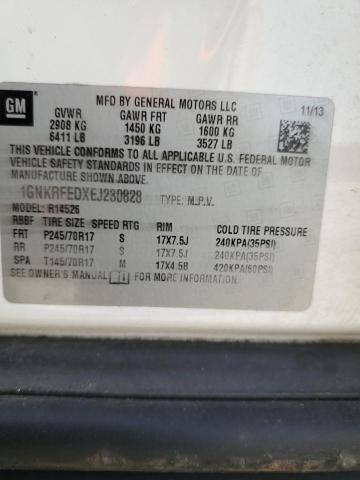 GM
MFD BY GENERAL MOTORS LLC
11/13
GVWR GAWR FRT GAWR RR
2908 KG 1450 KG 1600 KG
6411 LB 3196 LB 3527 LB
THIS VEHICLE CONFORMS TO ALL APPLICABLE U.S. FEDERAL MOTOR
VEHICLE SAFETY STANDARDS IN EFFECT ON THE DATE OF
MANUFACTURE SHOWN ABOVE.
1GNKRFEDXEJ230828 TYPE: M.P.V.
MODEL: R14526
RBBF TIRE SIZE SPEED RTG RIM COLD TIRE PRESSURE
FRT P245/70R17 S 17X7.5J 240KPA(35PSI)
RR P245/70R17 S 17X7.5J 240KPA(35PSI)
SPA T145/70R17 M 17X4.5B 420KPA(60PSI)
SEE OWNER'S MANUAL FOR MORE INFORMATION.